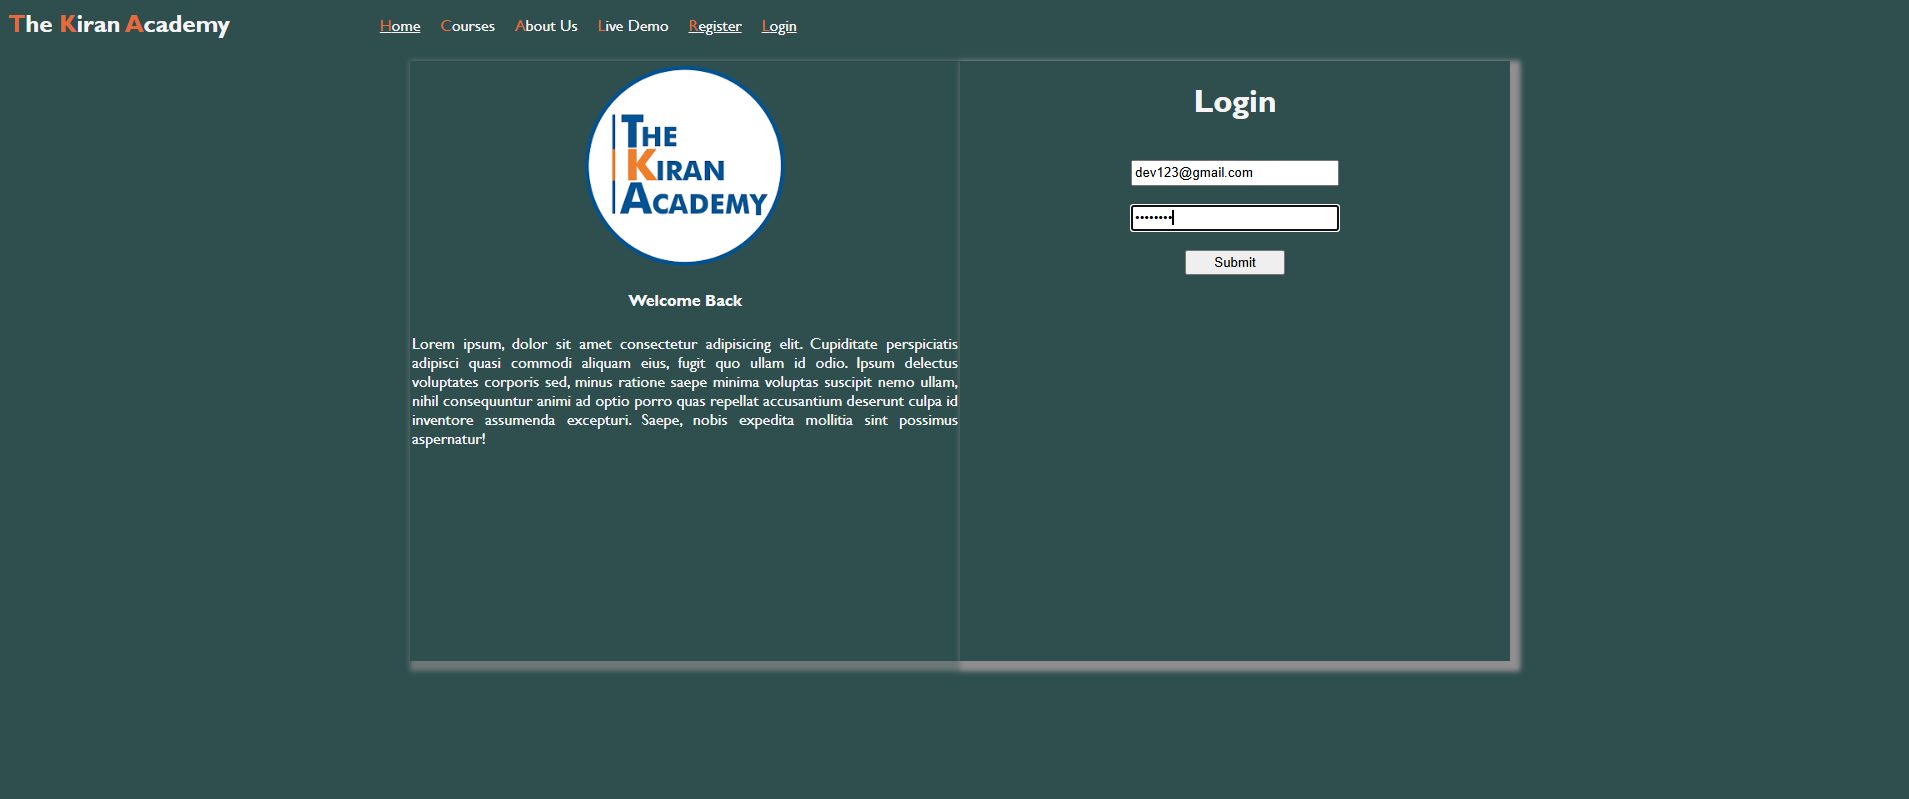 The Kiran Academy
Home Courses About Us Live Demo Register Login
THE
KIRAN
ACADEMY
Welcome Back
Lorem ipsum, dolor sit amet consectetur adipisicing elit. Cupiditate perspiciatis
adipisci quasi commodi aliquam eius, fugit quo ullam id odio. Ipsum delectus
voluptates corporis sed, minus ratione saepe minima voluptas suscipit nemo ullam,
nihil consequuntur animi ad optio porro quas repellat accusantium deserunt culpa id
inventore assumenda excepturi. Saepe, nobis expedita mollitia sint possimus
aspernatur!
Login
dev123@gmail.com
••••••••
Submit